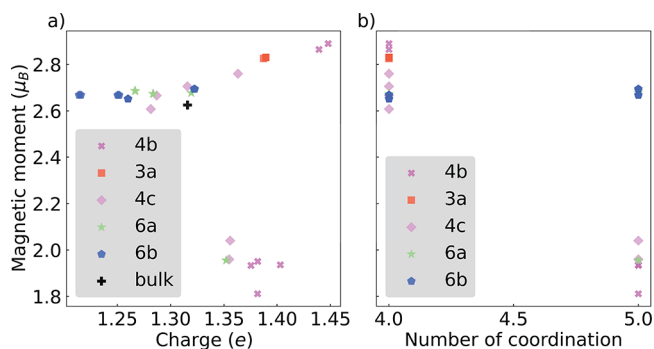 a)
Magnetic moment (μB)
2.8
2.6
2.4
2.2
2.0
1.8
4b
3a
4c
6a
6b
bulk
1.25 1.30 1.35 1.40 1.45
Charge (e)
b)
4b
3a
4c
6a
6b
4.0 4.5 5.0
Number of coordination